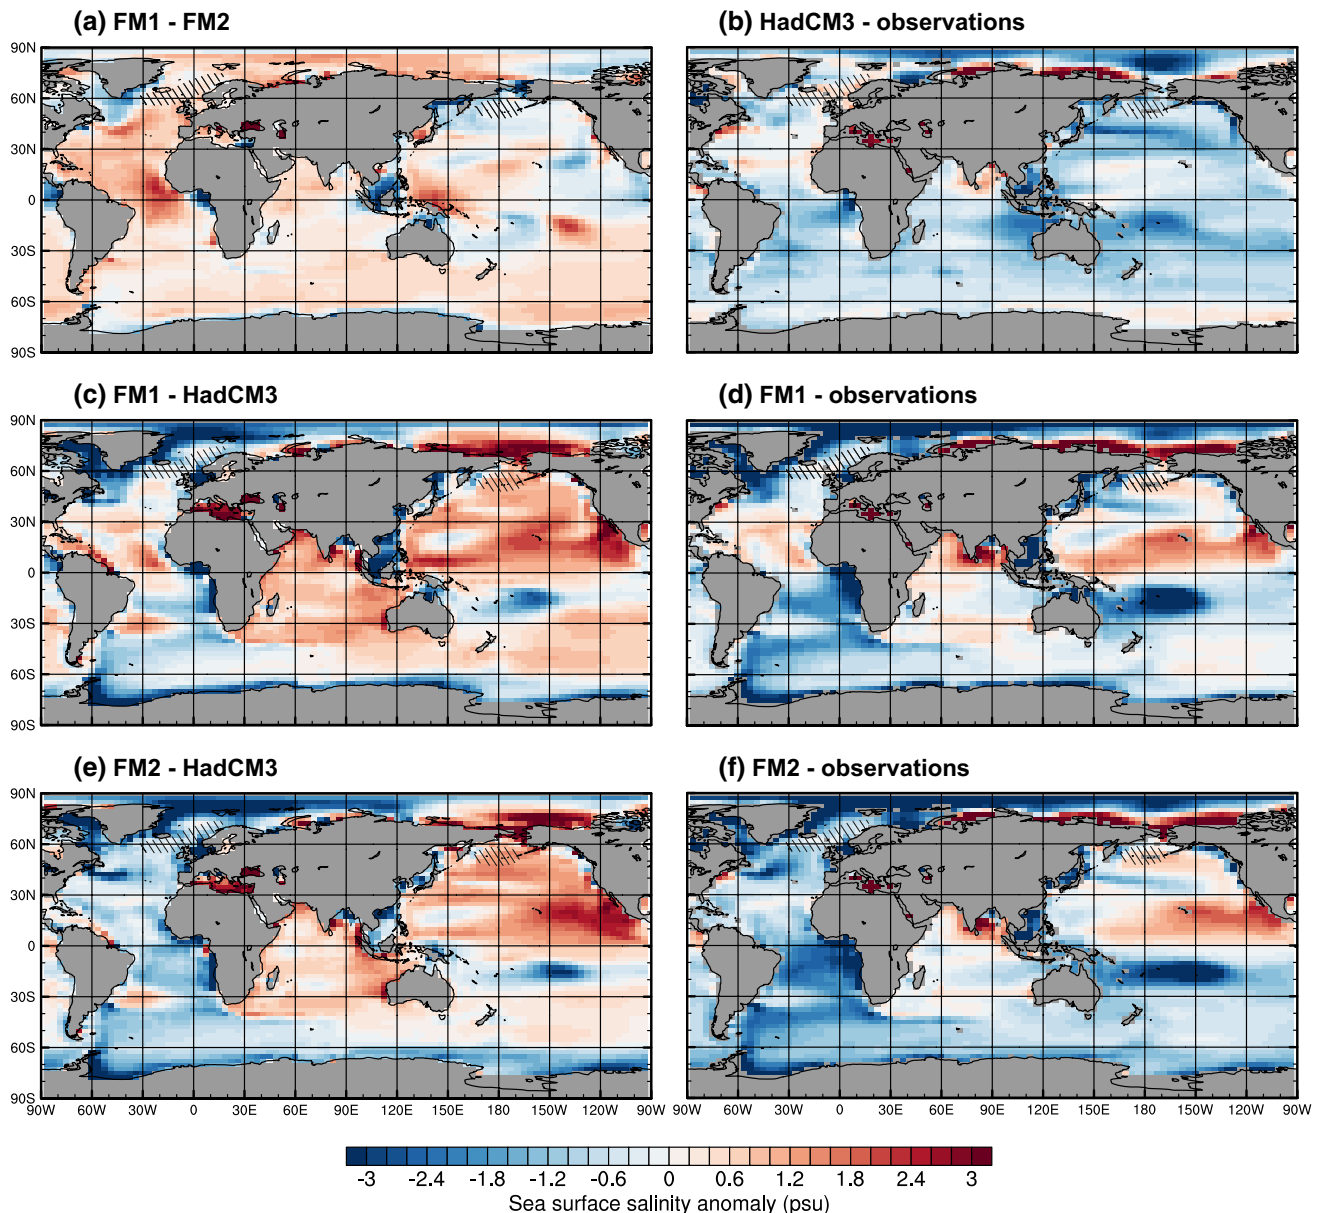 (a) FM1 - FM2
(b) HadCM3 - observations
90N
60N
30N
0
30S
60S
90S
(c) FM1 - HadCM3
(d) FM1 - observations
90N
60N
30N
0
30S
60S
90S
(e) FM2 - HadCM3
(f) FM2 - observations
90N
60N
30N
0
30S
60S
90S
90W 60W 30W 0 30E 60E 90E 120E 150E 180 150W 120W 90W
90W 60W 30W 0 30E 60E 90E 120E 150E 180 150W 120W 90W
-3 -2.4 -1.8 -1.2 -0.6 0 0.6 1.2 1.8 2.4 3
Sea surface salinity anomaly (psu)